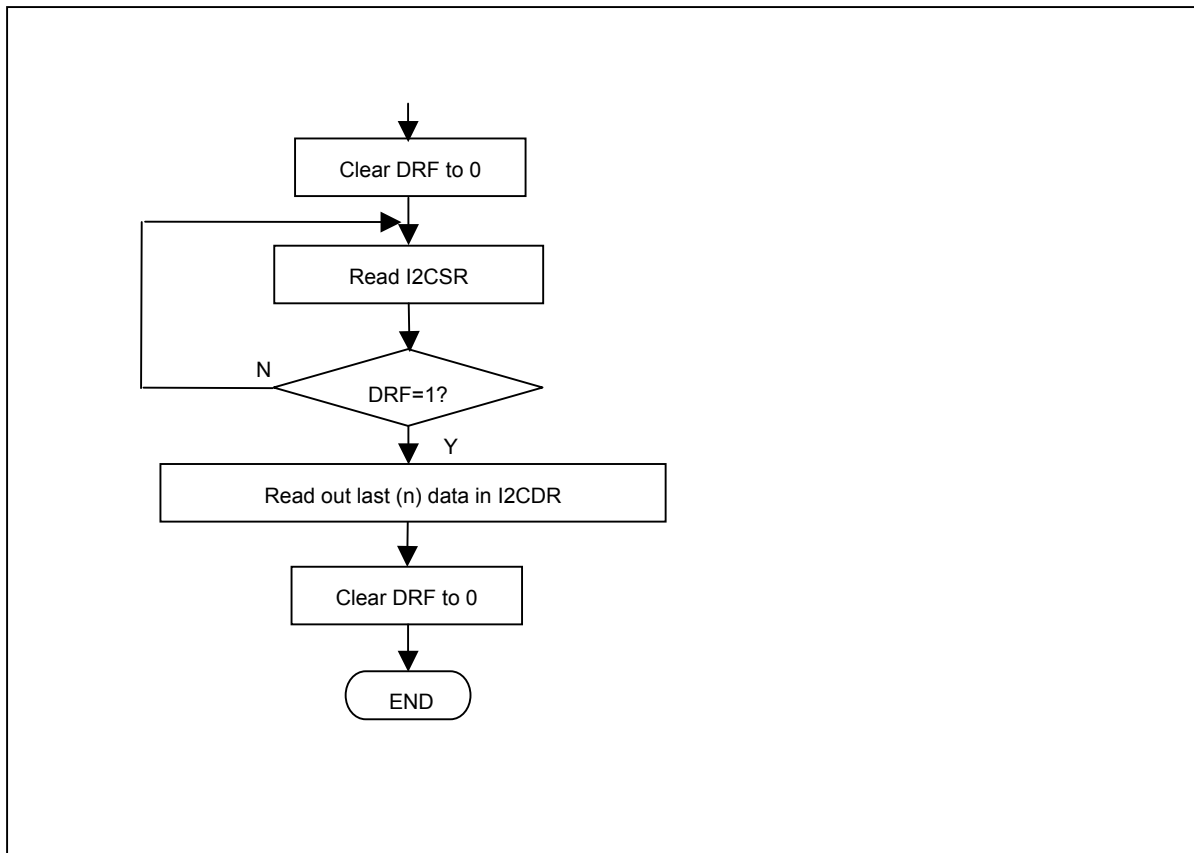 Clear DRF to 0
Read I2CSR
N
DRF=1?
Y
Read out last (n) data in I2CDR
Clear DRF to 0
END